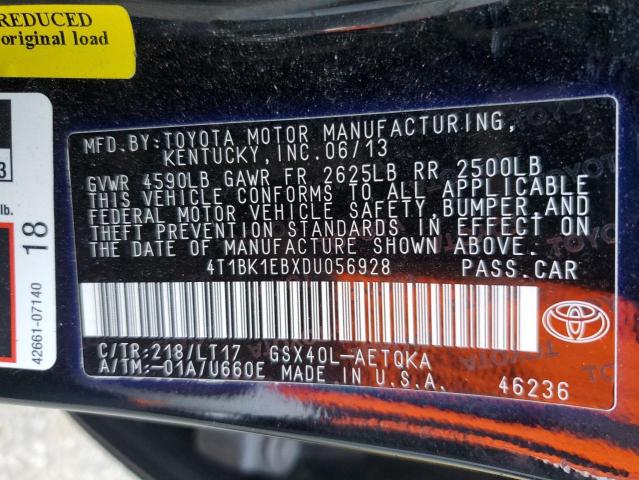 REDUCED
original load
3
lb.
18
42661-07140
MFD.BY:TOYOTA MOTOR MANUFACTURING,
KENTUCKY,INC.06/13
GVWR 4590LB GAWR FR 2625LB RR 2500LB
THIS VEHICLE CONFORMS TO ALL APPLICABLE
FEDERAL MOTOR VEHICLE SAFETY,BUMPER,AND
THEFT PREVENTION STANDARDS IN EFFECT ON
THE DATE OF MANUFACTURE SHOWN ABOVE.
4T1BK1EBXDU056928 PASS.CAR
C/TR:218/LT17 GSX40L-AETQKA
A/TM:-01A/U660E MADE IN U.S.A.
46236
TOYOTA